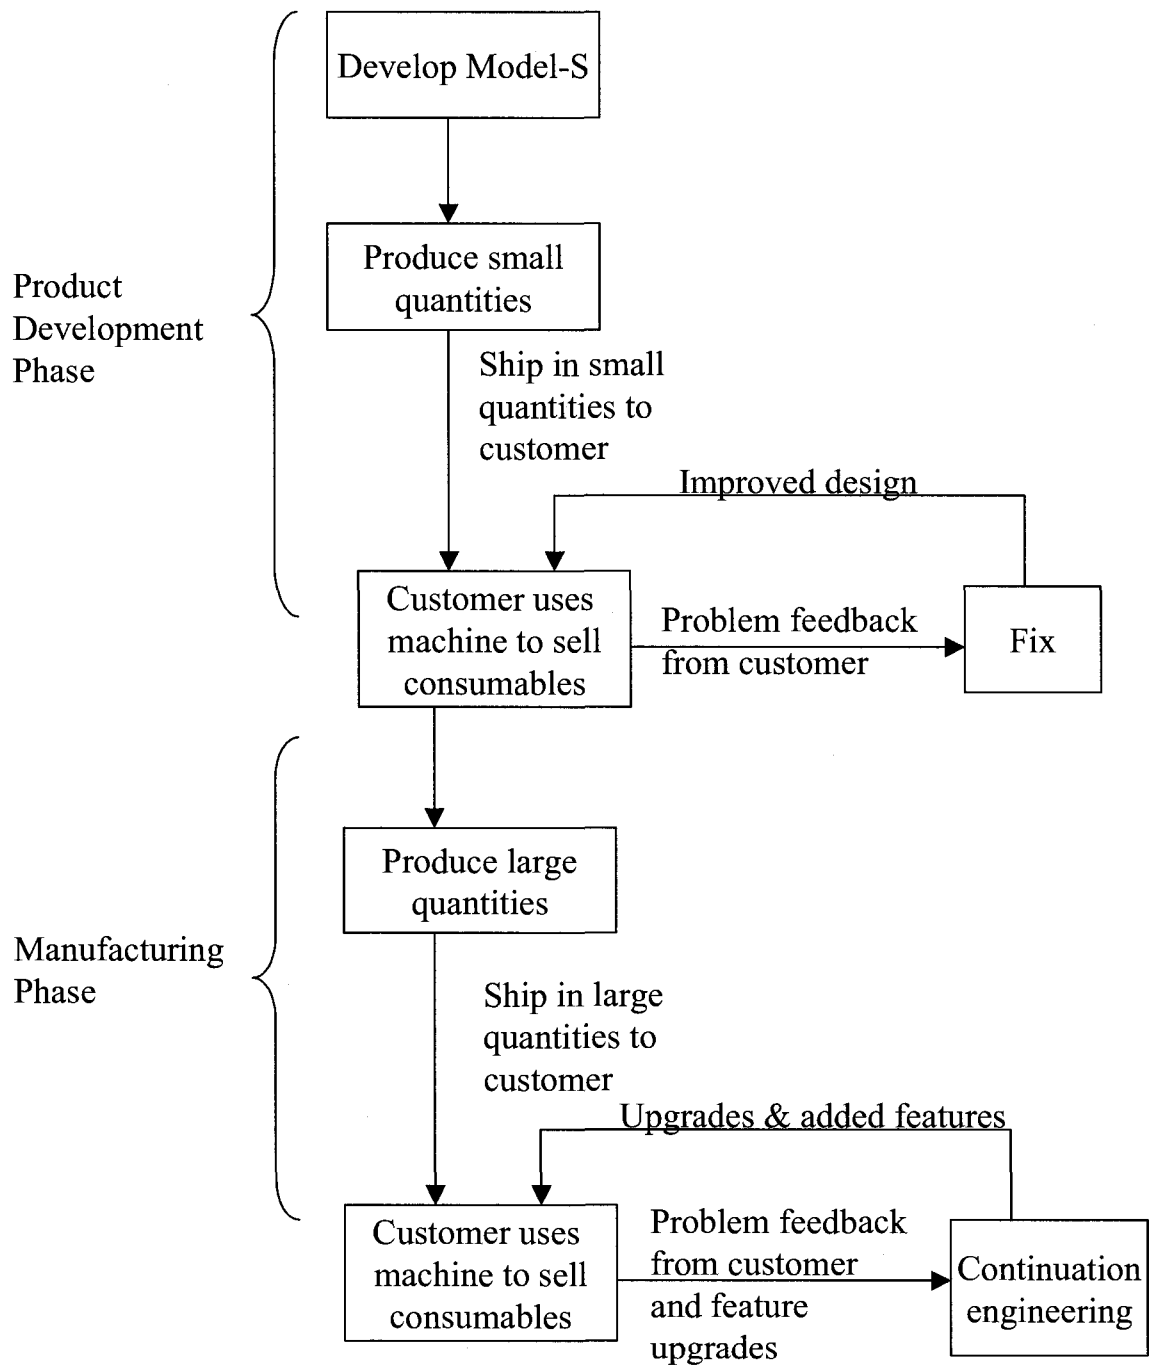 Develop Model-S
Produce small
quantities
Product
Development
Phase
Ship in small
quantities to
customer
Improved design
Customer uses
machine to sell
consumables
Problem feedback
from customer
Fix
Produce large
quantities
Manufacturing
Phase
Ship in large
quantities to
customer
Upgrades & added features
Customer uses
machine to sell
consumables
Problem feedback
from customer
and feature
upgrades
Continuation
engineering